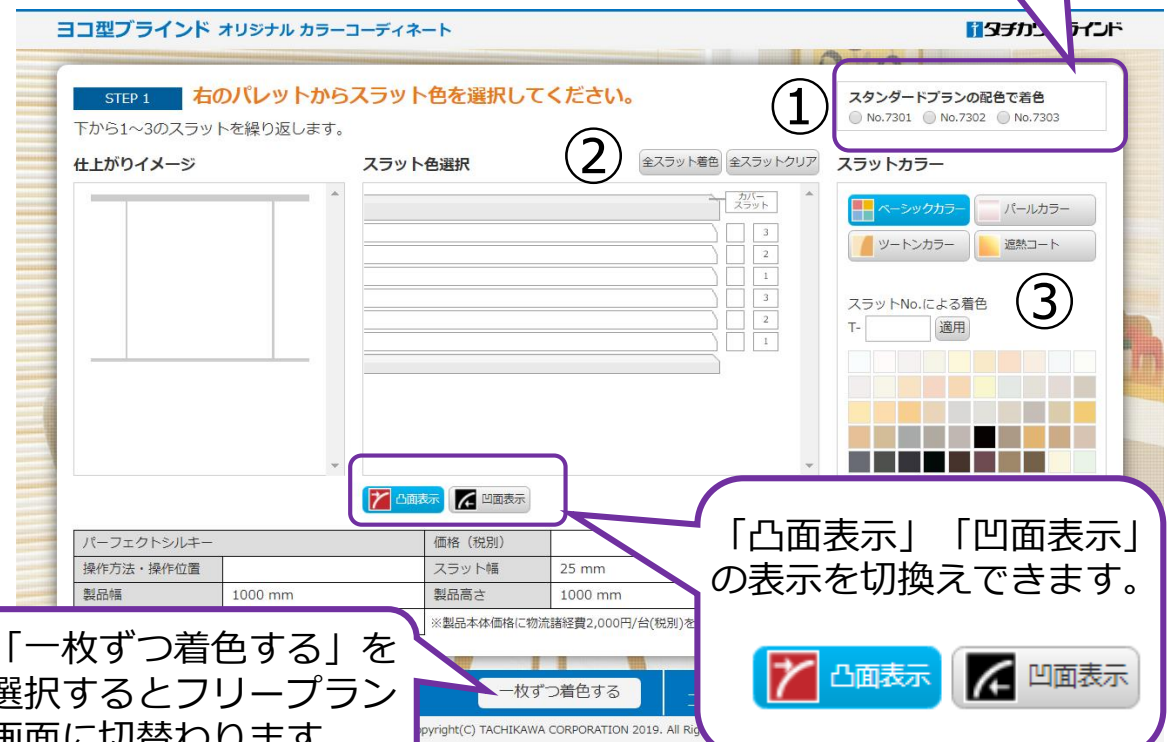 ヨコ型ブラインド オリジナル カラーコーディネート
STEP 1 右のパレットからスラット色を選択してください。
下から1~3のスラットを繰り返します。
①
スタンダードプランの配色で着色
No.7301 No.7302 No.7303
仕上がりイメージ
スラット色選択
②
全スラット着色 全スラットクリア
スラットカラー
カバー
スラット
3
2
1
3
2
1
ベーシックカラー パールカラー
ツートンカラー 遮熱コート
③
スラットNo.による着色
T- 適用
凸面表示 凹面表示
パーフェクトシルキー 価格（税別）
操作方法・操作位置 スラット幅 25 mm
製品幅 1000 mm 製品高さ 1000 mm
※製品本体価格に物流諸経費2,000円/台(税別)を
「凸面表示」「凹面表示」
の表示を切換えできます。
凸面表示 凹面表示
「一枚ずつ着色する」を
選択するとフリープラン
画面に切替わります
一枚ずつ着色する
pyright(C) TACHIKAWA CORPORATION 2019. All Rig